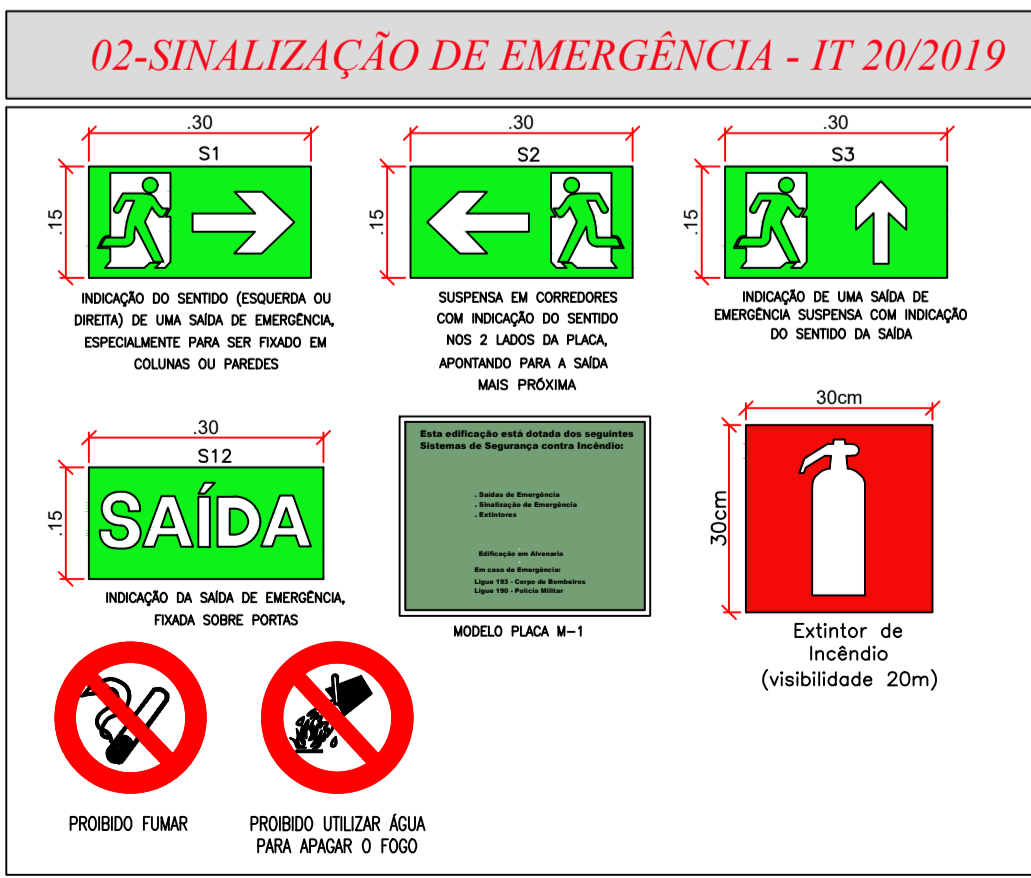 02-SINALIZAÇÃO DE EMERGÊNCIA - IT 20/2019
.30
S1
.15
INDICAÇÃO DO SENTIDO (ESQUERDA OU
DIREITA) DE UMA SAÍDA DE EMERGÊNCIA,
ESPECIALMENTE PARA SER FIXADO EM
COLUNAS OU PAREDES
.30
S2
.15
SUSPENSA EM CORREDORES
COM INDICAÇÃO DO SENTIDO
NOS 2 LADOS DA PLACA,
APONTANDO PARA A SAÍDA
MAIS PRÓXIMA
.30
S3
.15
INDICAÇÃO DE UMA SAÍDA DE
EMERGÊNCIA SUSPENSA COM INDICAÇÃO
DO SENTIDO DA SAÍDA
.30
S12
.15
SAÍDA
INDICAÇÃO DA SAÍDA DE EMERGÊNCIA,
FIXADA SOBRE PORTAS
Esta edificação está dotada dos seguintes
Sistemas de Segurança contra Incêndio:
. Saídas de Emergência
. Sinalização de Emergência
. Extintores
Edificação em Alvenaria
Em caso de Emergência:
Ligue 193 - Corpo de Bombeiros
Ligue 190 - Polícia Militar
MODELO PLACA M-1
30cm
30cm
Extintor de
Incêndio
(visibilidade 20m)
PROIBIDO FUMAR
PROIBIDO UTILIZAR ÁGUA
PARA APAGAR O FOGO